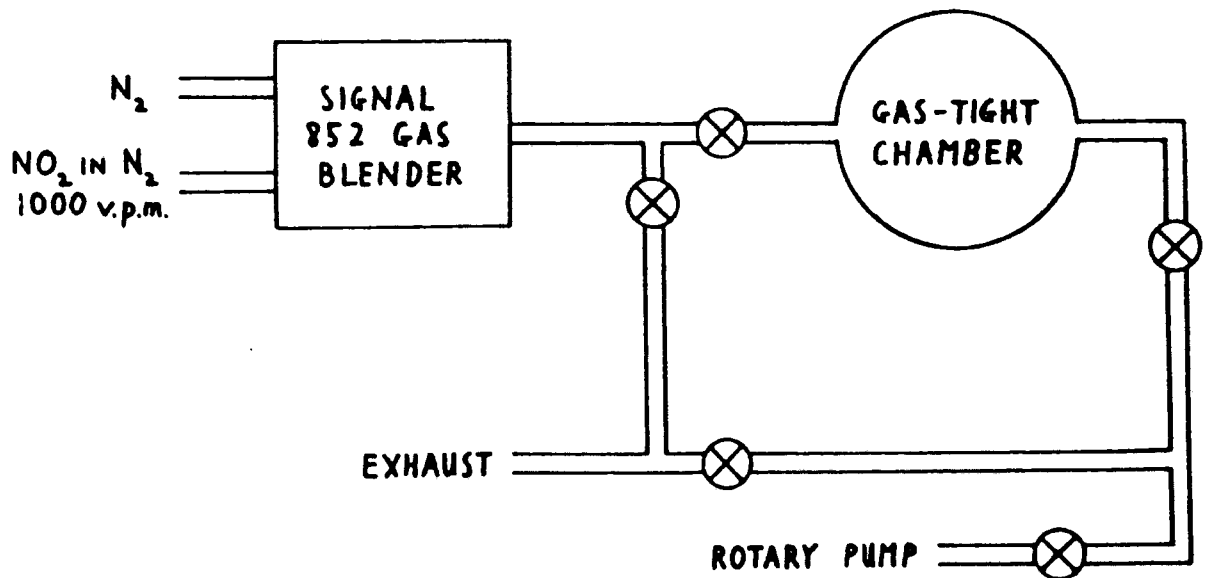 N₂
NO₂ IN N₂
1000 v.p.m.
SIGNAL
852 GAS
BLENDER
GAS-TIGHT
CHAMBER
EXHAUST
ROTARY PUMP